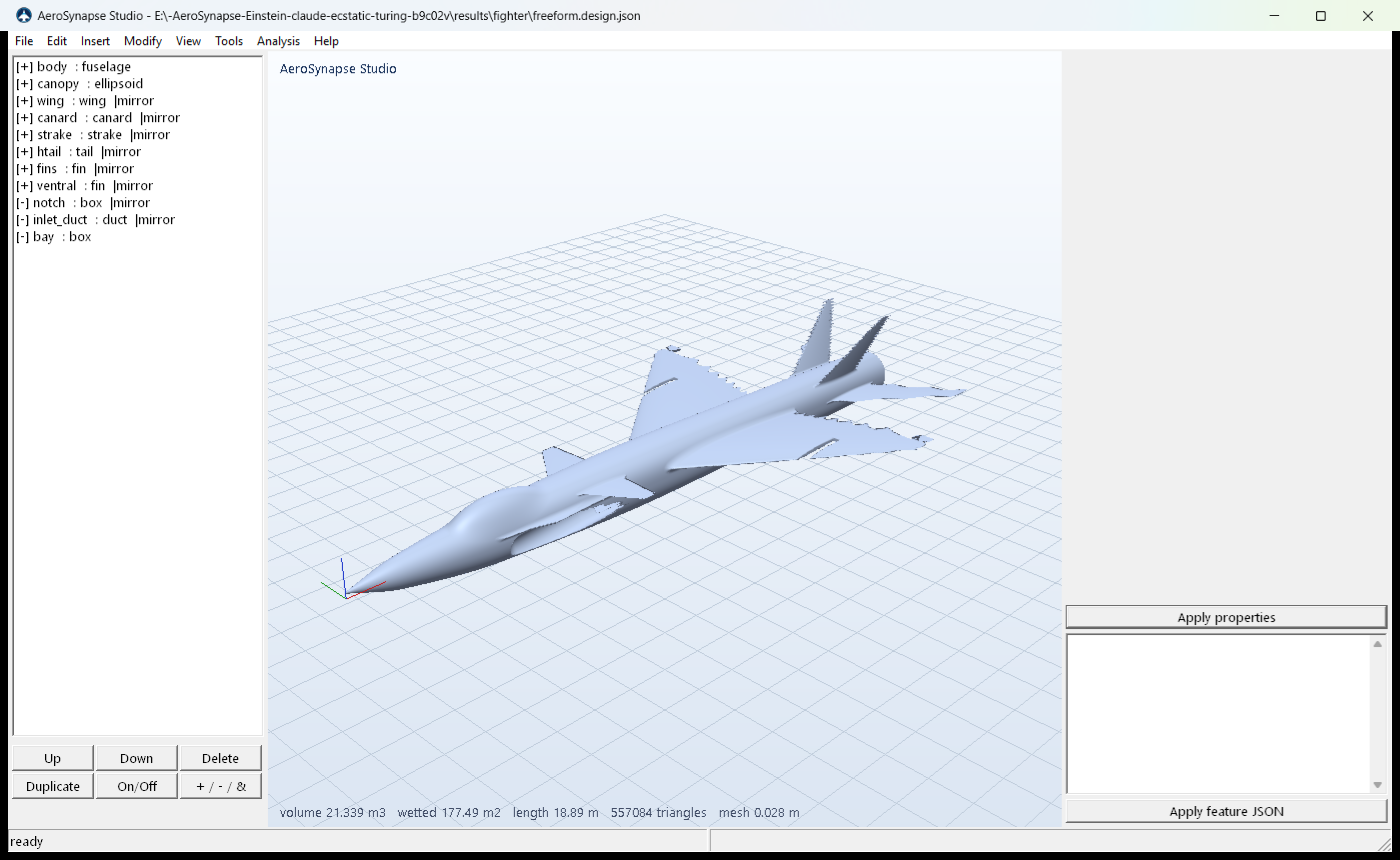 AeroSynapse Studio - E:\-AeroSynapse-Einstein-claude-ecstatic-turing-b9c02v\results\fighter\freeform.design.json
File Edit Insert Modify View Tools Analysis Help
[+] body : fuselage
[+] canopy : ellipsoid
[+] wing : wing |mirror
[+] canard : canard |mirror
[+] strake : strake |mirror
[+] htail : tail |mirror
[+] fins : fin |mirror
[+] ventral : fin |mirror
[-] notch : box |mirror
[-] inlet_duct : duct |mirror
[-] bay : box
Up Down Delete
Duplicate On/Off + / - / &
AeroSynapse Studio
volume 21.339 m3 wetted 177.49 m2 length 18.89 m 557084 triangles mesh 0.028 m
Apply properties
Apply feature JSON
ready